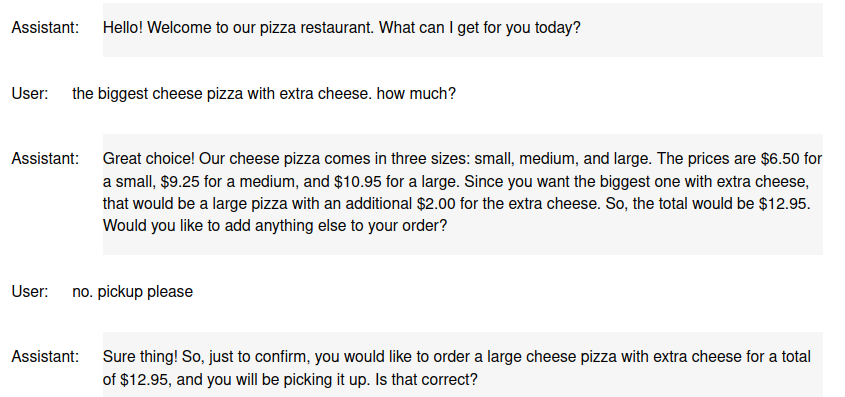 Assistant: Hello! Welcome to our pizza restaurant. What can I get for you today?
User: the biggest cheese pizza with extra cheese. how much?
Assistant: Great choice! Our cheese pizza comes in three sizes: small, medium, and large. The prices are $6.50 for
a small, $9.25 for a medium, and $10.95 for a large. Since you want the biggest one with extra cheese,
that would be a large pizza with an additional $2.00 for the extra cheese. So, the total would be $12.95.
Would you like to add anything else to your order?
User: no. pickup please
Assistant: Sure thing! So, just to confirm, you would like to order a large cheese pizza with extra cheese for a total
of $12.95, and you will be picking it up. Is that correct?